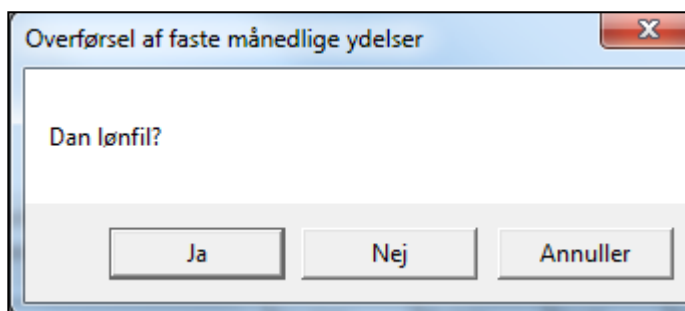 Overførsel af faste månedlige ydelser
Dan lønfil?
Ja Nej Annuller